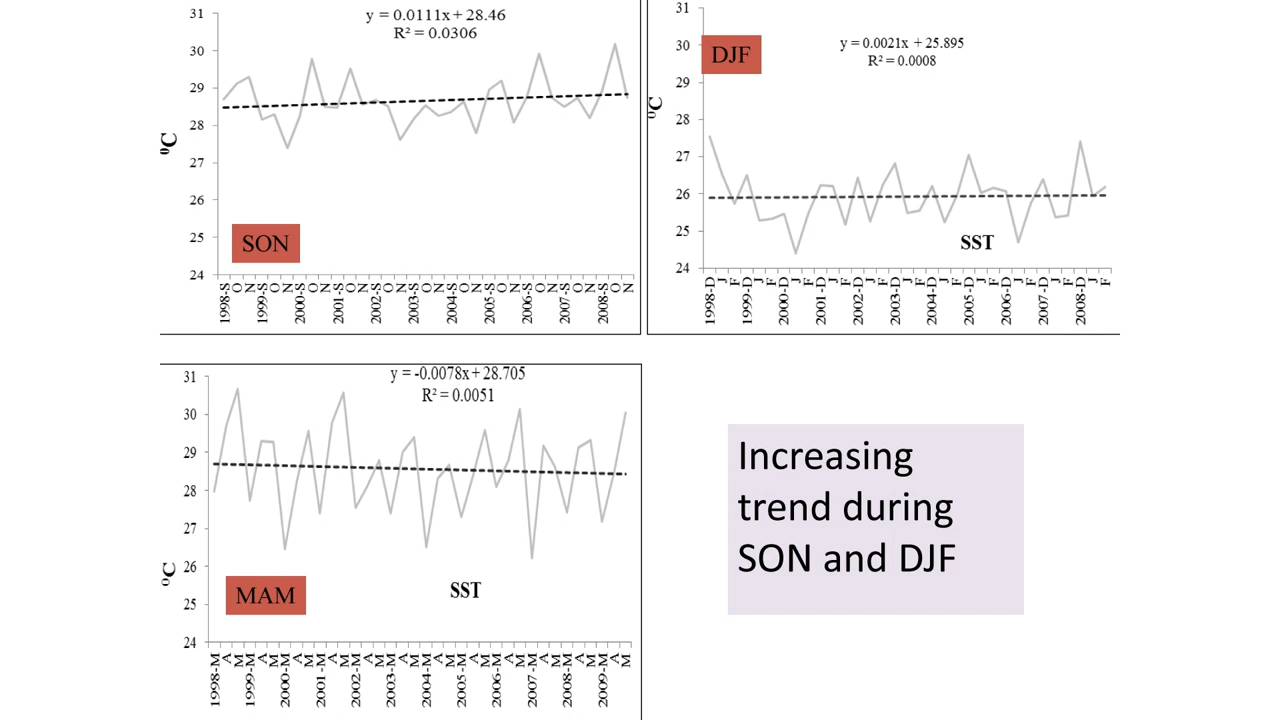 y = 0.0111x + 28.46
R² = 0.0306
31
30
29
28
27
26
25
24
⁰C
SON
1998-S O N 1999-S O N 2000-S O N 2001-S O N 2002-S O N 2003-S O N 2004-S O N 2005-S O N 2006-S O N 2007-S O N 2008-S O N
y = 0.0021x + 25.895
R² = 0.0008
31
30
29
28
27
26
25
24
⁰C
DJF
SST
1998-D J F 1999-D J F 2000-D J F 2001-D J F 2002-D J F 2003-D J F 2004-D J F 2005-D J F 2006-D J F 2007-D J F 2008-D J F
y = -0.0078x + 28.705
R² = 0.0051
31
30
29
28
27
26
25
24
⁰C
MAM
SST
1998-M A M 1999-M A M 2000-M A M 2001-M A M 2002-M A M 2003-M A M 2004-M A M 2005-M A M 2006-M A M 2007-M A M 2008-M A M 2009-M A M
Increasing
trend during
SON and DJF